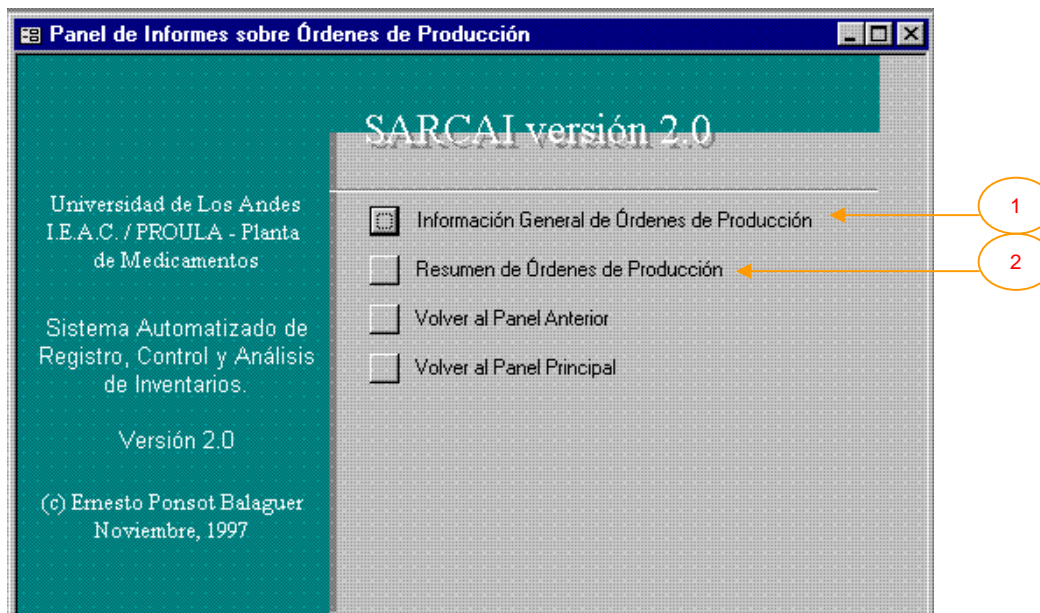 Panel de Informes sobre Órdenes de Producción
SARCAI versión 2.0
Universidad de Los Andes
I.E.A.C. / PROULA - Planta
de Medicamentos
Sistema Automatizado de
Registro, Control y Análisis
de Inventarios.
Versión 2.0
(c) Ernesto Ponsot Balaguer
Noviembre, 1997
Información General de Órdenes de Producción
1
Resumen de Órdenes de Producción
2
Volver al Panel Anterior
Volver al Panel Principal